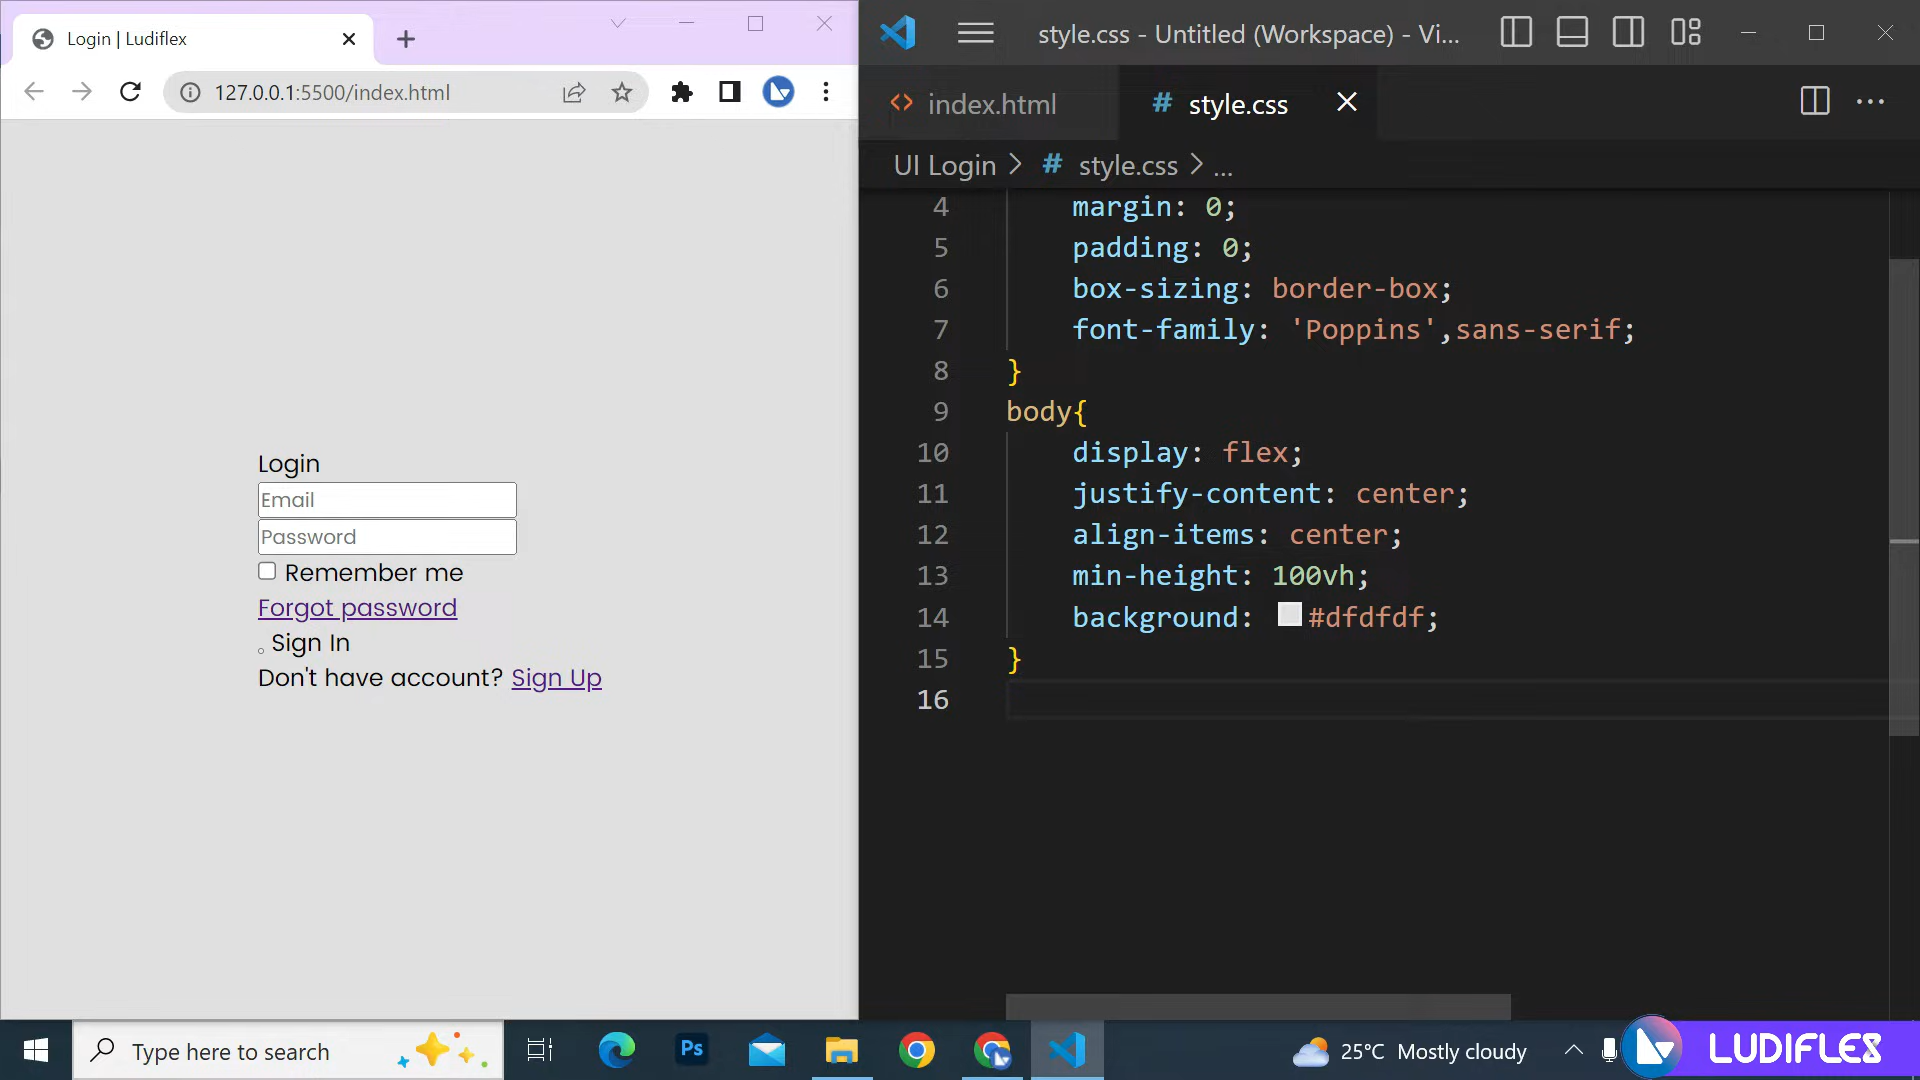 Login | Ludiflex
127.0.0.1:5500/index.html
Login
Email
Password
Remember me
Forgot password
Sign In
Don't have account? Sign Up
style.css - Untitled (Workspace) - Vi...
index.html
# style.css
UI Login > # style.css > ...
4 margin: 0;
5 padding: 0;
6 box-sizing: border-box;
7 font-family: 'Poppins',sans-serif;
8 }
9 body{
10 display: flex;
11 justify-content: center;
12 align-items: center;
13 min-height: 100vh;
14 background: #dfdfdf;
15 }
16
Type here to search
Ps
25°C Mostly cloudy
LUDIFLEX